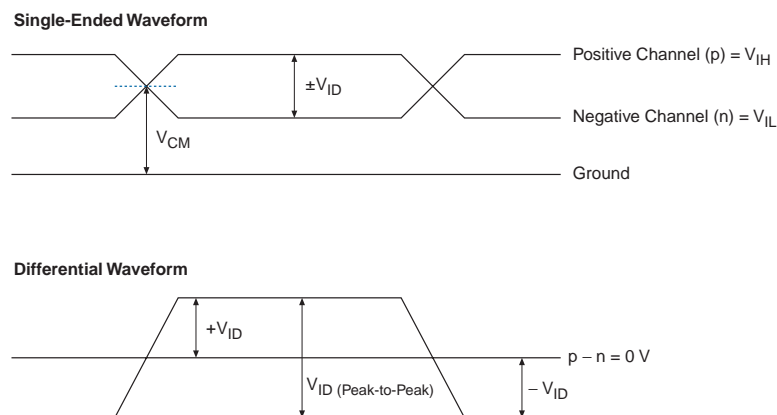 Single-Ended Waveform
Positive Channel (p) = VIH
±VID
Negative Channel (n) = VIL
VCM
Ground
Differential Waveform
+VID
p − n = 0 V
VID (Peak-to-Peak)
− VID